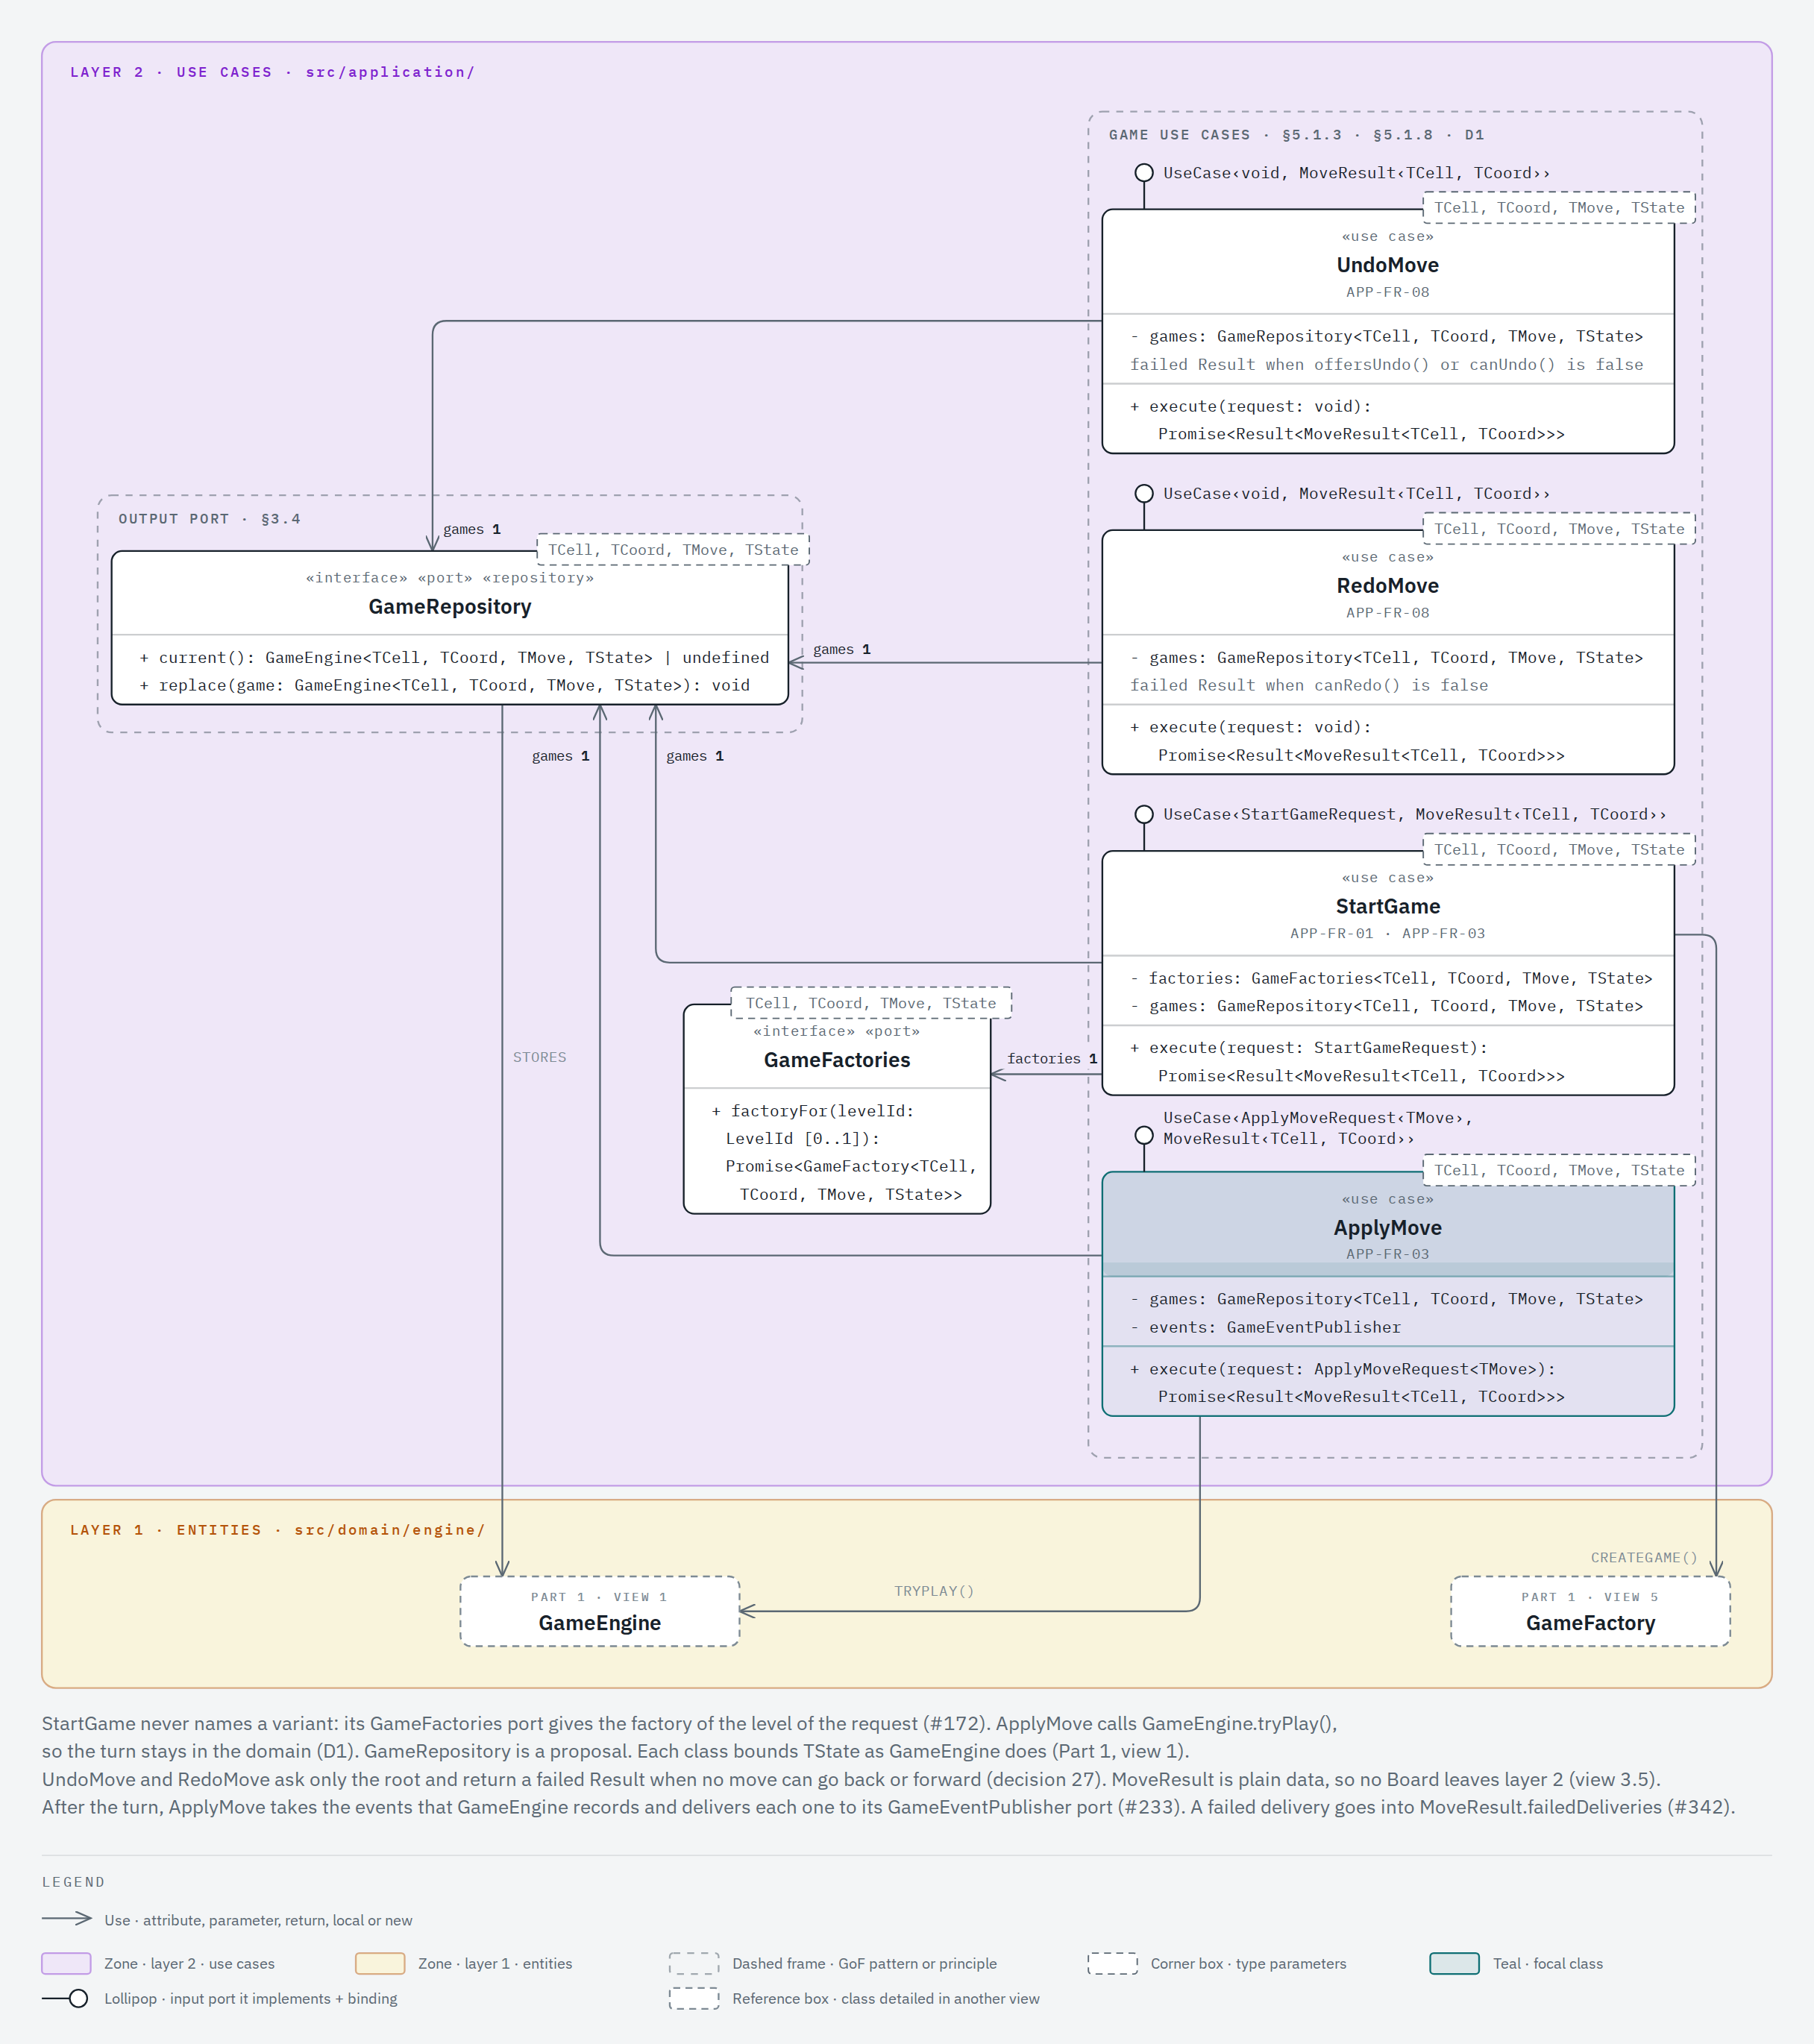 LAYER 2 · USE CASES · src/application/
GAME USE CASES · §5.1.3 · §5.1.8 · D1
UseCase‹void, MoveResult‹TCell, TCoord››
TCell, TCoord, TMove, TState
«use case»
UndoMove
APP-FR-08
- games: GameRepository<TCell, TCoord, TMove, TState>
failed Result when offersUndo() or canUndo() is false
+ execute(request: void):
Promise<Result<MoveResult<TCell, TCoord>>>
UseCase‹void, MoveResult‹TCell, TCoord››
TCell, TCoord, TMove, TState
«use case»
RedoMove
APP-FR-08
- games: GameRepository<TCell, TCoord, TMove, TState>
failed Result when canRedo() is false
+ execute(request: void):
Promise<Result<MoveResult<TCell, TCoord>>>
OUTPUT PORT · §3.4
games 1
TCell, TCoord, TMove, TState
«interface» «port» «repository»
GameRepository
+ current(): GameEngine<TCell, TCoord, TMove, TState> | undefined
+ replace(game: GameEngine<TCell, TCoord, TMove, TState>): void
games 1
games 1
games 1
UseCase‹StartGameRequest, MoveResult‹TCell, TCoord››
TCell, TCoord, TMove, TState
«use case»
StartGame
APP-FR-01 · APP-FR-03
- factories: GameFactories<TCell, TCoord, TMove, TState>
- games: GameRepository<TCell, TCoord, TMove, TState>
+ execute(request: StartGameRequest):
Promise<Result<MoveResult<TCell, TCoord>>>
STORES
TCell, TCoord, TMove, TState
«interface» «port»
GameFactories
+ factoryFor(levelId:
LevelId [0..1]):
Promise<GameFactory<TCell,
TCoord, TMove, TState>>
factories 1
UseCase‹ApplyMoveRequest‹TMove›,
MoveResult‹TCell, TCoord››
TCell, TCoord, TMove, TState
«use case»
ApplyMove
APP-FR-03
- games: GameRepository<TCell, TCoord, TMove, TState>
- events: GameEventPublisher
+ execute(request: ApplyMoveRequest<TMove>):
Promise<Result<MoveResult<TCell, TCoord>>>
LAYER 1 · ENTITIES · src/domain/engine/
PART 1 · VIEW 1
GameEngine
TRYPLAY()
CREATEGAME()
PART 1 · VIEW 5
GameFactory
StartGame never names a variant: its GameFactories port gives the factory of the level of the request (#172). ApplyMove calls GameEngine.tryPlay(),
so the turn stays in the domain (D1). GameRepository is a proposal. Each class bounds TState as GameEngine does (Part 1, view 1).
UndoMove and RedoMove ask only the root and return a failed Result when no move can go back or forward (decision 27). MoveResult is plain data, so no Board leaves layer 2 (view 3.5).
After the turn, ApplyMove takes the events that GameEngine records and delivers each one to its GameEventPublisher port (#233). A failed delivery goes into MoveResult.failedDeliveries (#342).
LEGEND
Use · attribute, parameter, return, local or new
Zone · layer 2 · use cases
Zone · layer 1 · entities
Dashed frame · GoF pattern or principle
Corner box · type parameters
Teal · focal class
Lollipop · input port it implements + binding
Reference box · class detailed in another view